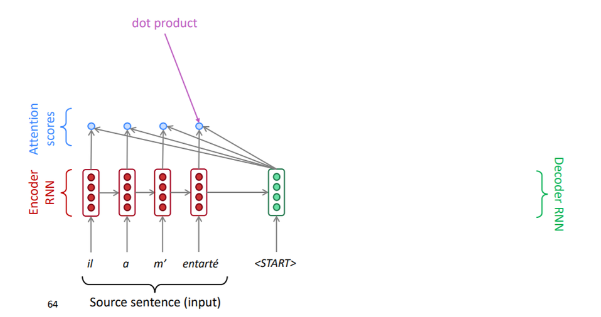 dot product
Attention
scores
Encoder
RNN
Decoder RNN
il a m’ entarté <START>
Source sentence (input)
64